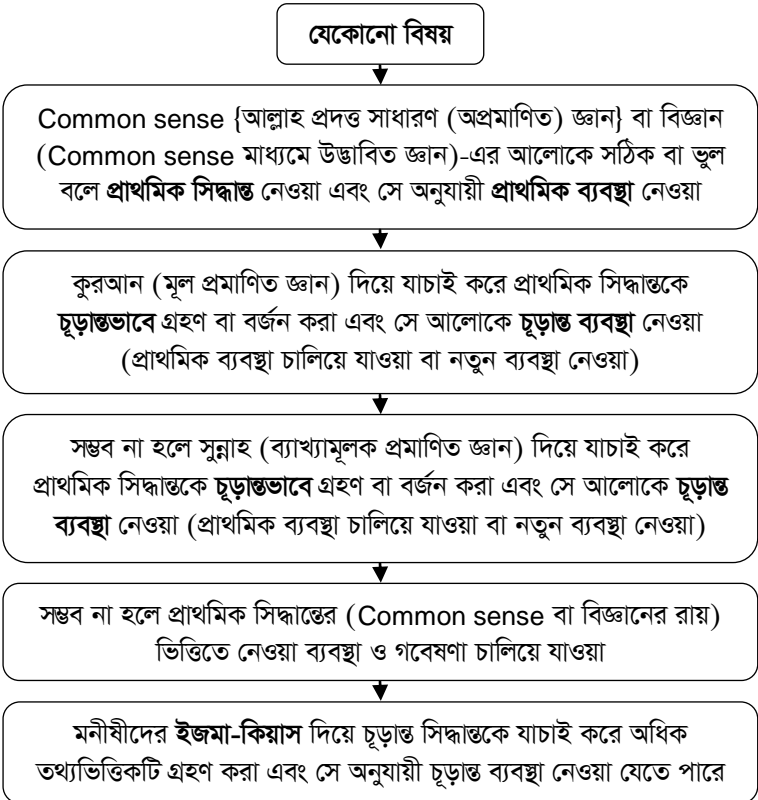 যেকোনো বিষয়
Common sense {আল্লাহ প্রদত্ত সাধারণ (অপ্রমাণিত) জ্ঞান} বা বিজ্ঞান
(Common sense মাধ্যমে উদ্ভাবিত জ্ঞান)-এর আলোকে সঠিক বা ভুল
বলে প্রাথমিক সিদ্ধান্ত নেওয়া এবং সে অনুযায়ী প্রাথমিক ব্যবস্থা নেওয়া
কুরআন (মূল প্রমাণিত জ্ঞান) দিয়ে যাচাই করে প্রাথমিক সিদ্ধান্তকে
চূড়ান্তভাবে গ্রহণ বা বর্জন করা এবং সে আলোকে চূড়ান্ত ব্যবস্থা নেওয়া
(প্রাথমিক ব্যবস্থা চালিয়ে যাওয়া বা নতুন ব্যবস্থা নেওয়া)
সম্ভব না হলে সুন্নাহ (ব্যাখ্যামূলক প্রমাণিত জ্ঞান) দিয়ে যাচাই করে
প্রাথমিক সিদ্ধান্তকে চূড়ান্তভাবে গ্রহণ বা বর্জন করা এবং সে আলোকে চূড়ান্ত
ব্যবস্থা নেওয়া (প্রাথমিক ব্যবস্থা চালিয়ে যাওয়া বা নতুন ব্যবস্থা নেওয়া)
সম্ভব না হলে প্রাথমিক সিদ্ধান্তের (Common sense বা বিজ্ঞানের রায়)
ভিত্তিতে নেওয়া ব্যবস্থা ও গবেষণা চালিয়ে যাওয়া
মনীষীদের ইজমা-কিয়াস দিয়ে চূড়ান্ত সিদ্ধান্তকে যাচাই করে অধিক
তথ্যভিত্তিকটি গ্রহণ করা এবং সে অনুযায়ী চূড়ান্ত ব্যবস্থা নেওয়া যেতে পারে